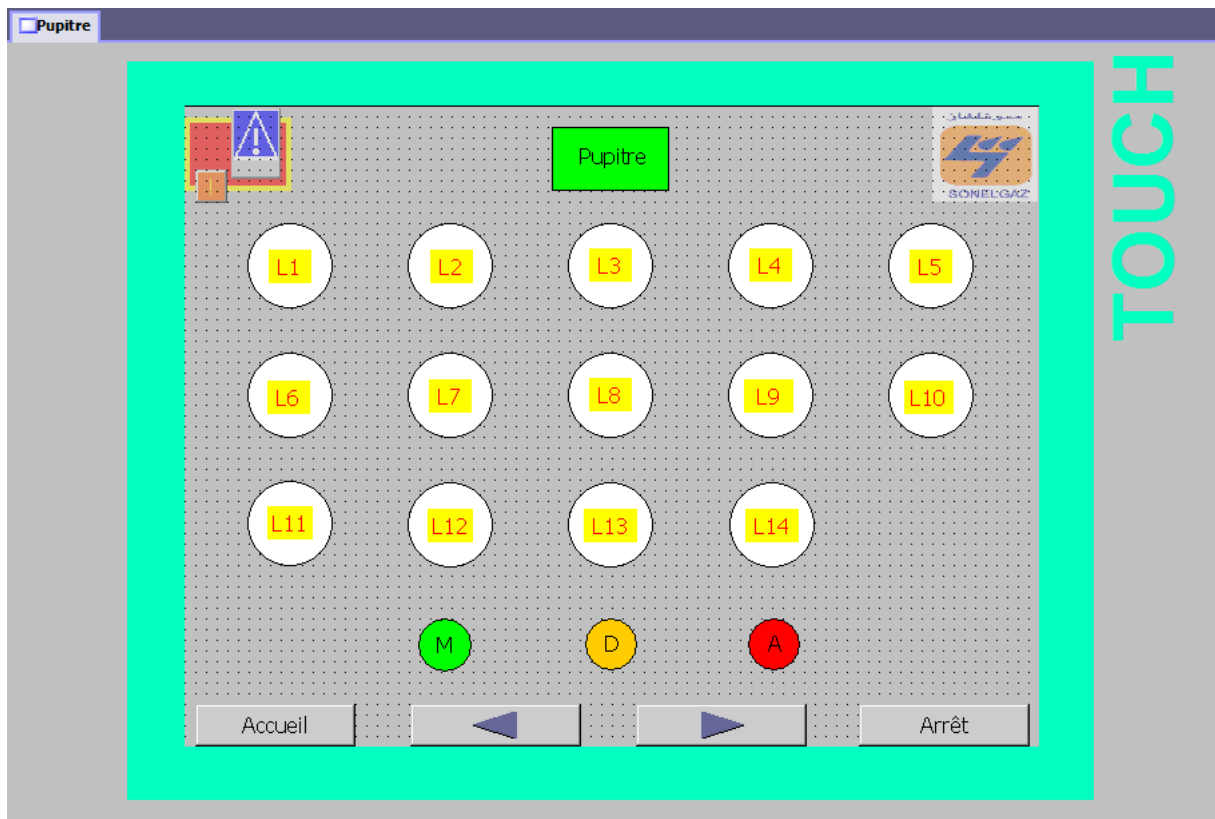 Pupitre
TOUCH
Pupitre
SONELGAZ
L1 L2 L3 L4 L5
L6 L7 L8 L9 L10
L11 L12 L13 L14
M D A
Accueil Arrêt